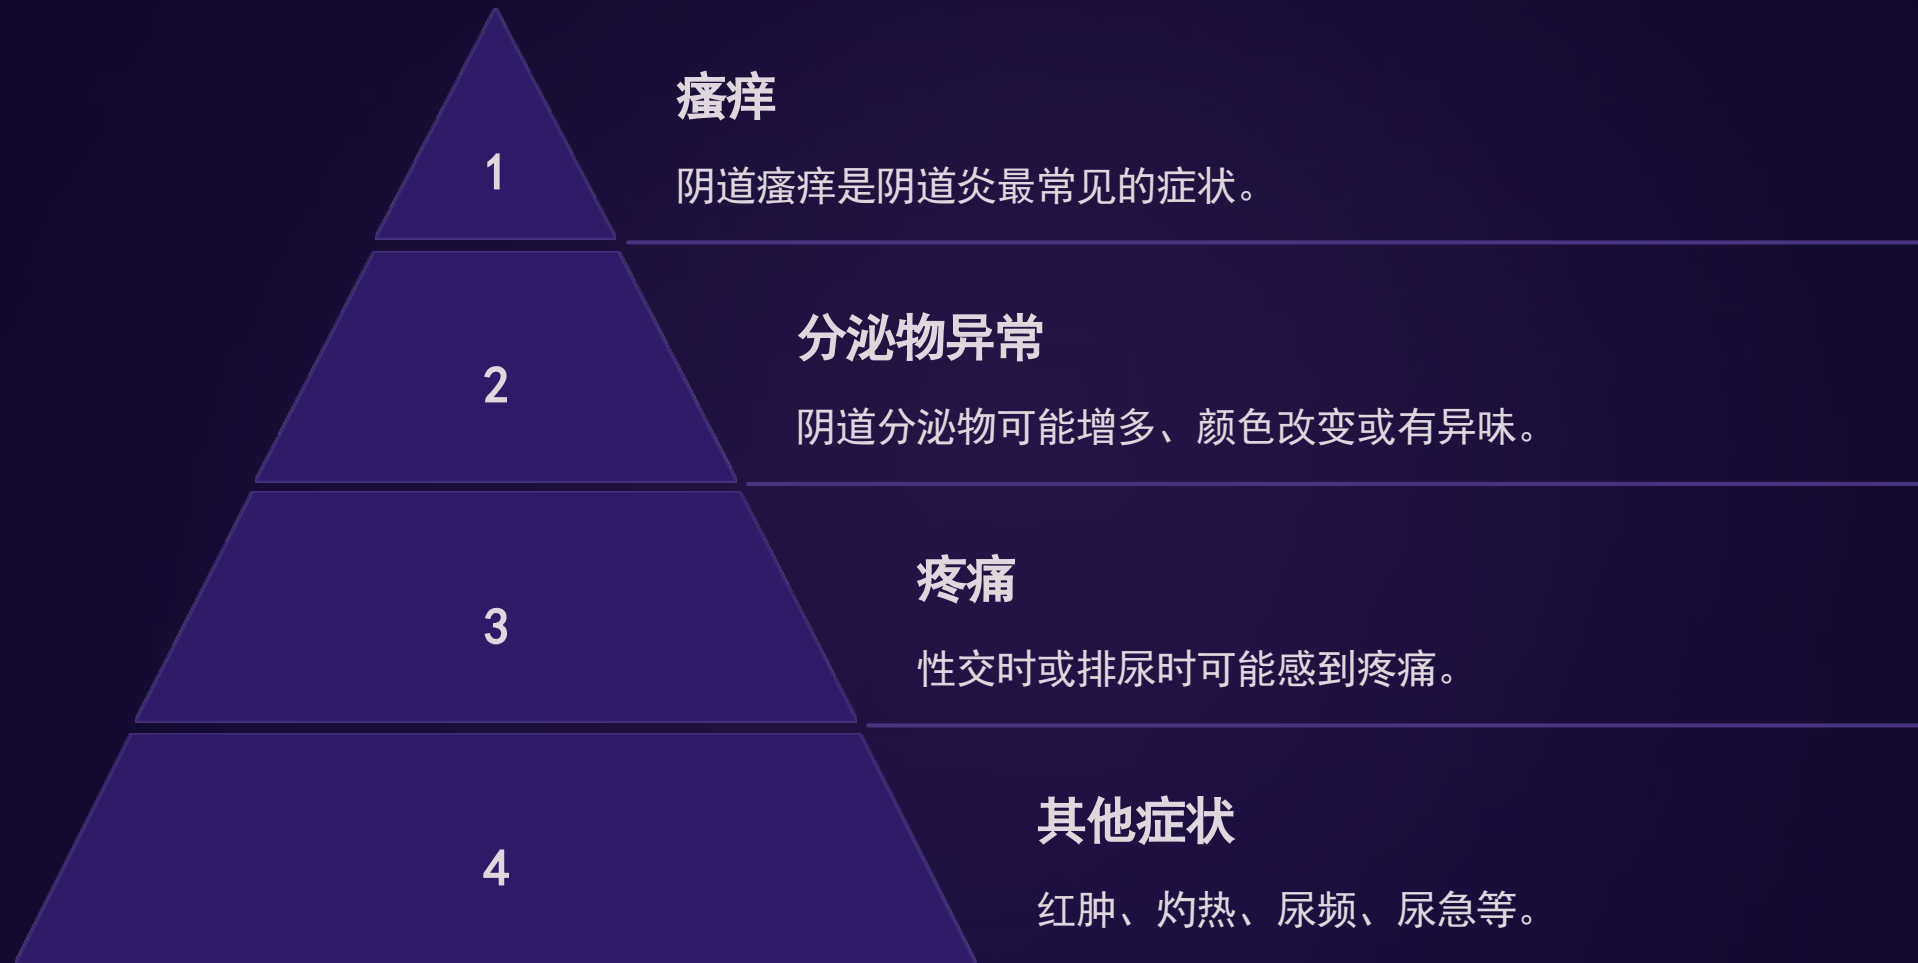 1
瘙痒
阴道瘙痒是阴道炎最常见的症状。
2
分泌物异常
阴道分泌物可能增多、颜色改变或有异味。
3
疼痛
性交时或排尿时可能感到疼痛。
4
其他症状
红肿、灼热、尿频、尿急等。